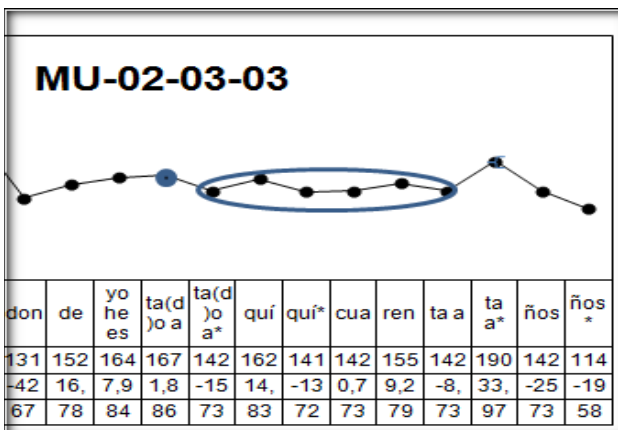 MU-02-03-03
don de yo he es ta(d)o a ta(d)o a* quí quí* cua ren ta a ta a* ños ños*
131 152 164 167 142 162 141 142 155 142 190 142 114
-42 16, 7,9 1,8 -15 14, -13 0,7 9,2 -8, 33, -25 -19
67 78 84 86 73 83 72 73 79 73 97 73 58